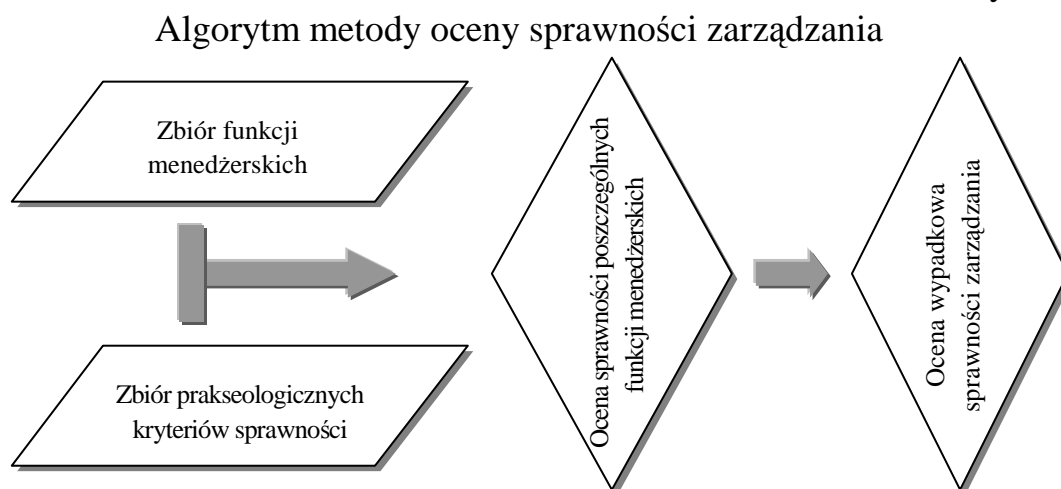 Algorytm metody oceny sprawności zarządzania
Zbiór funkcji
menedżerskich
Zbiór prakseologicznych
kryteriów sprawności
Ocena sprawności poszczególnych
funkcji menedżerskich
Ocena wypadkowa
sprawności zarządzania